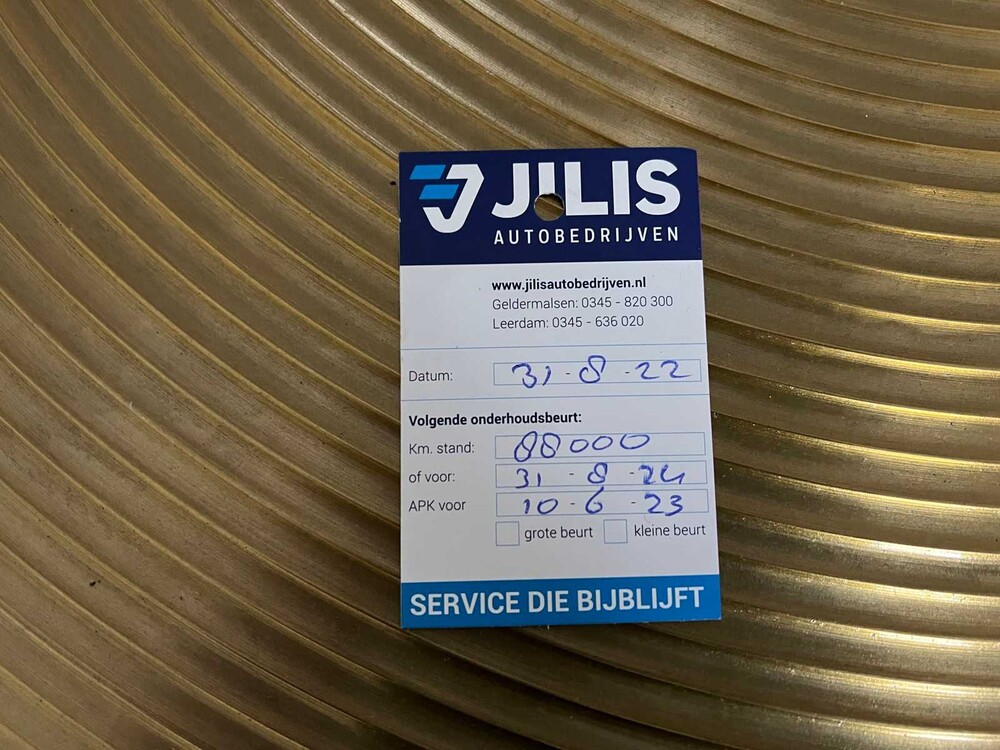 JILIS
AUTOBEDRIJVEN
www.jilisautobedrijven.nl
Geldermalsen: 0345 - 820 300
Leerdam: 0345 - 636 020
Datum: 31 - 8 - 22
Volgende onderhoudsbeurt:
Km. stand: 88000
of voor: 31 - 8 - 24
APK voor 10 - 6 - 23
grote beurt kleine beurt
SERVICE DIE BIJBLIJFT